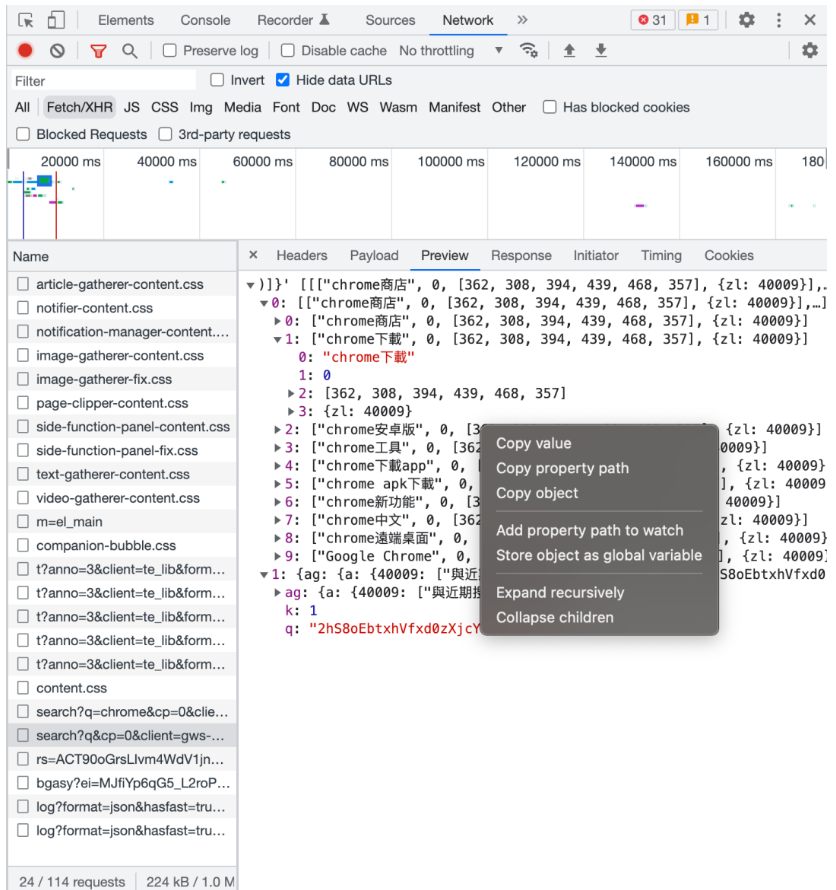 Elements Console Recorder Sources Network » 31 1
Preserve log Disable cache No throttling
Filter Invert Hide data URLs
All Fetch/XHR JS CSS Img Media Font Doc WS Wasm Manifest Other Has blocked cookies
Blocked Requests 3rd-party requests
20000 ms 40000 ms 60000 ms 80000 ms 100000 ms 120000 ms 140000 ms 160000 ms 180
Name
article-gatherer-content.css
notifier-content.css
notification-manager-content....
image-gatherer-content.css
image-gatherer-fix.css
page-clipper-content.css
side-function-panel-content.css
side-function-panel-fix.css
text-gatherer-content.css
video-gatherer-content.css
m=el_main
companion-bubble.css
t?anno=3&client=te_lib&form...
t?anno=3&client=te_lib&form...
t?anno=3&client=te_lib&form...
t?anno=3&client=te_lib&form...
t?anno=3&client=te_lib&form...
content.css
search?q=chrome&cp=0&clie...
search?q&cp=0&client=gws-...
rs=ACT90oGrsLIvm4WdV1jn...
bgasy?ei=MJfiYp6qG5_L2roP...
log?format=json&hasfast=tru...
log?format=json&hasfast=tru...
24 / 114 requests 224 kB / 1.0 M
× Headers Payload Preview Response Initiator Timing Cookies
)]}' [[["chrome商店", 0, [362, 308, 394, 439, 468, 357], {zl: 40009}],…
0: [["chrome商店", 0, [362, 308, 394, 439, 468, 357], {zl: 40009}],…]
0: ["chrome商店", 0, [362, 308, 394, 439, 468, 357], {zl: 40009}]
1: ["chrome下載", 0, [362, 308, 394, 439, 468, 357], {zl: 40009}]
0: "chrome下載"
1: 0
2: [362, 308, 394, 439, 468, 357]
3: {zl: 40009}
2: ["chrome安卓版", 0, [3 {zl: 40009}]
3: ["chrome工具", 0, [362 0009}]
4: ["chrome下載app", 0, , {zl: 40009}
5: ["chrome apk下載", 0, ], {zl: 40009
6: ["chrome新功能", 0, [3 40009}]
7: ["chrome中文", 0, [362 zl: 40009}]
8: ["chrome遠端桌面", 0, {zl: 40009}]
9: ["Google Chrome", 0, , {zl: 40009}]
1: {ag: {a: {40009: ["與近 S8oEbtxhVfxd0
ag: {a: {40009: ["與近期
k: 1
q: "2hS8oEbtxhVfxd0zXjcY
Copy value
Copy property path
Copy object
Add property path to watch
Store object as global variable
Expand recursively
Collapse children